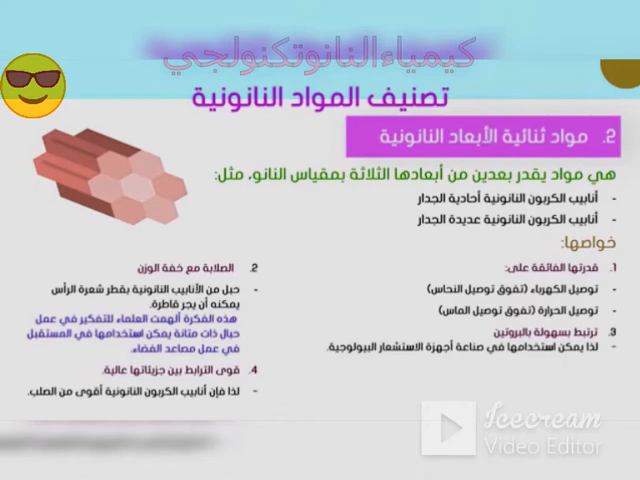 كيمياء النانوتكنولجي
تصنيف المواد النانونية
2. مواد ثنائية الأبعاد النانونية
هي مواد يقدر بعدين من أبعادها الثلاثة بمقياس النانو، مثل:
- أنابيب الكربون النانونية أحادية الجدار
- أنابيب الكربون النانونية عديدة الجدار
خواصها:
1. قدرتها الفائقة على:
- توصيل الكهرباء (تفوق توصيل النحاس)
- توصيل الحرارة (تفوق توصيل الماس)
3. ترتبط بسهولة بالبروتين
- لذا يمكن استخدامها في صناعة أجهزة الاستشعار البيولوجية.
2. الصلابة مع خفة الوزن
- حبل من الأنابيب النانونية بقطر شعرة الرأس
يمكنه أن يجر قاطرة.
هذه الفكرة ألهمت العلماء للتفكير في عمل
حبال ذات متانة يمكن استخدامها في المستقبل
في عمل مصاعد الفضاء.
4. قوى الترابط بين جزيئاتها عالية.
- لذا فإن أنابيب الكربون النانونية أقوى من الصلب.
Icecream
Video Editor